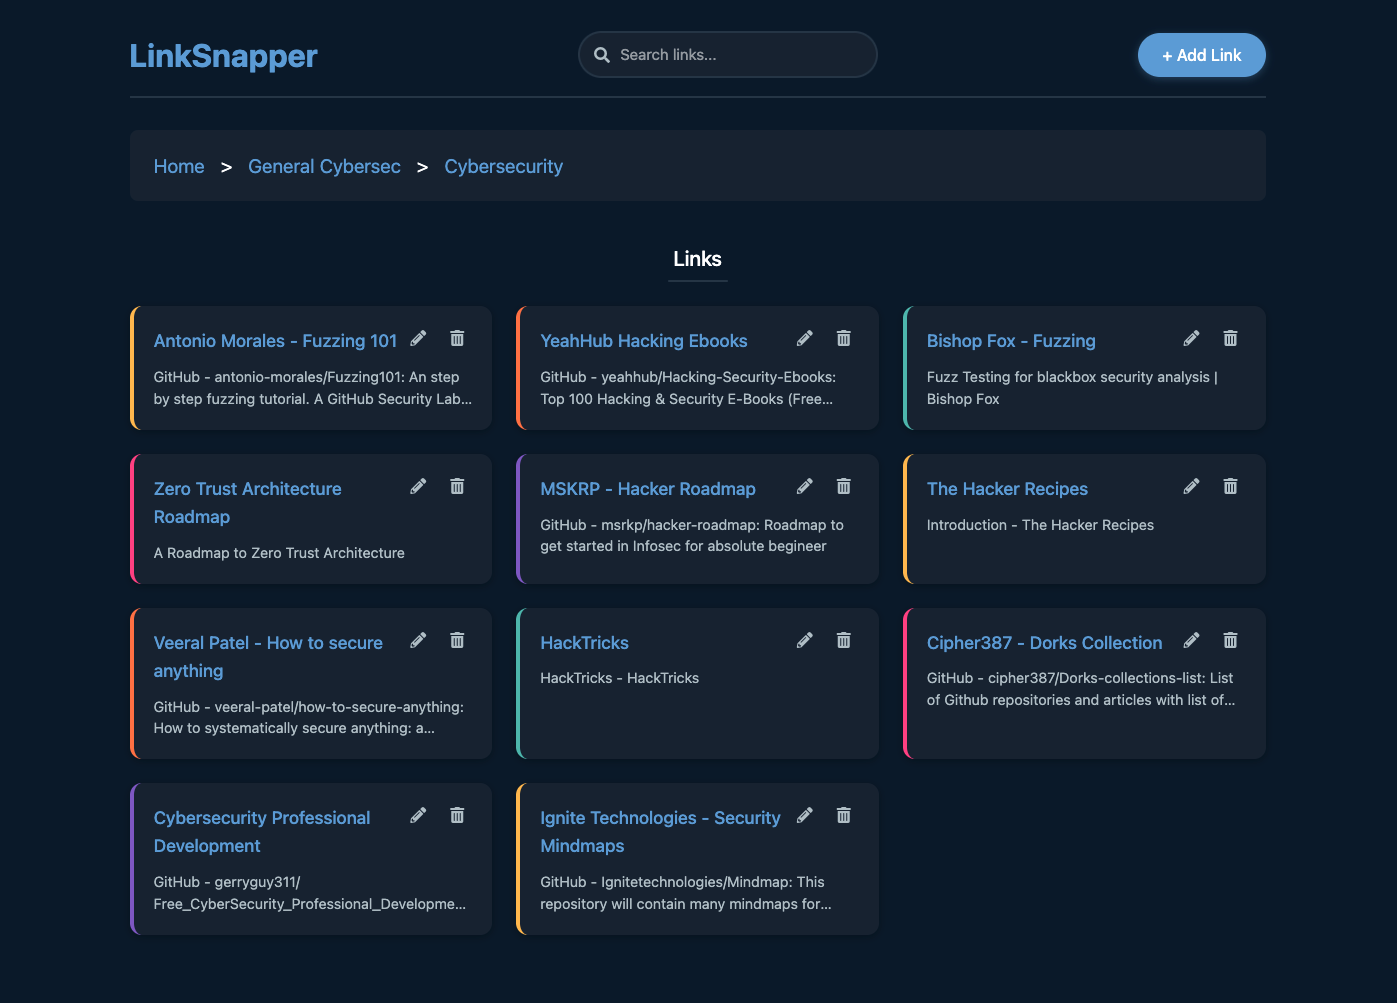 LinkSnapper
Search links...
+ Add Link
Home > General Cybersec > Cybersecurity
Links
Antonio Morales - Fuzzing 101
GitHub - antonio-morales/Fuzzing101: An step
by step fuzzing tutorial. A GitHub Security Lab...
YeahHub Hacking Ebooks
GitHub - yeahhub/Hacking-Security-Ebooks:
Top 100 Hacking & Security E-Books (Free...
Bishop Fox - Fuzzing
Fuzz Testing for blackbox security analysis |
Bishop Fox
Zero Trust Architecture
Roadmap
A Roadmap to Zero Trust Architecture
MSKRP - Hacker Roadmap
GitHub - msrkp/hacker-roadmap: Roadmap to
get started in Infosec for absolute begineer
The Hacker Recipes
Introduction - The Hacker Recipes
Veeral Patel - How to secure
anything
GitHub - veeral-patel/how-to-secure-anything:
How to systematically secure anything: a...
HackTricks
HackTricks - HackTricks
Cipher387 - Dorks Collection
GitHub - cipher387/Dorks-collections-list: List
of Github repositories and articles with list of...
Cybersecurity Professional
Development
GitHub - gerryguy311/
Free_CyberSecurity_Professional_Developme...
Ignite Technologies - Security
Mindmaps
GitHub - Ignitetechnologies/Mindmap: This
repository will contain many mindmaps for...